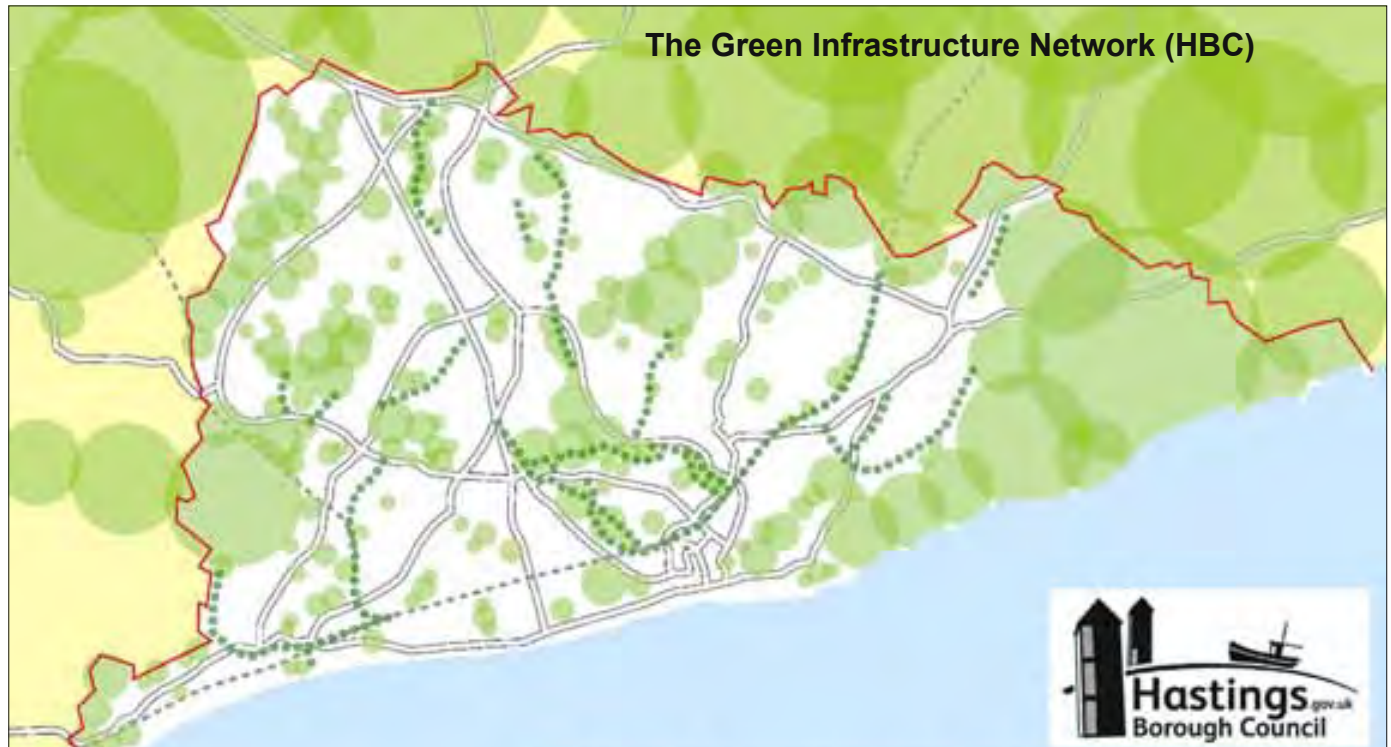 The Green Infrastructure Network (HBC)
Hastings.gov.uk
Borough Council